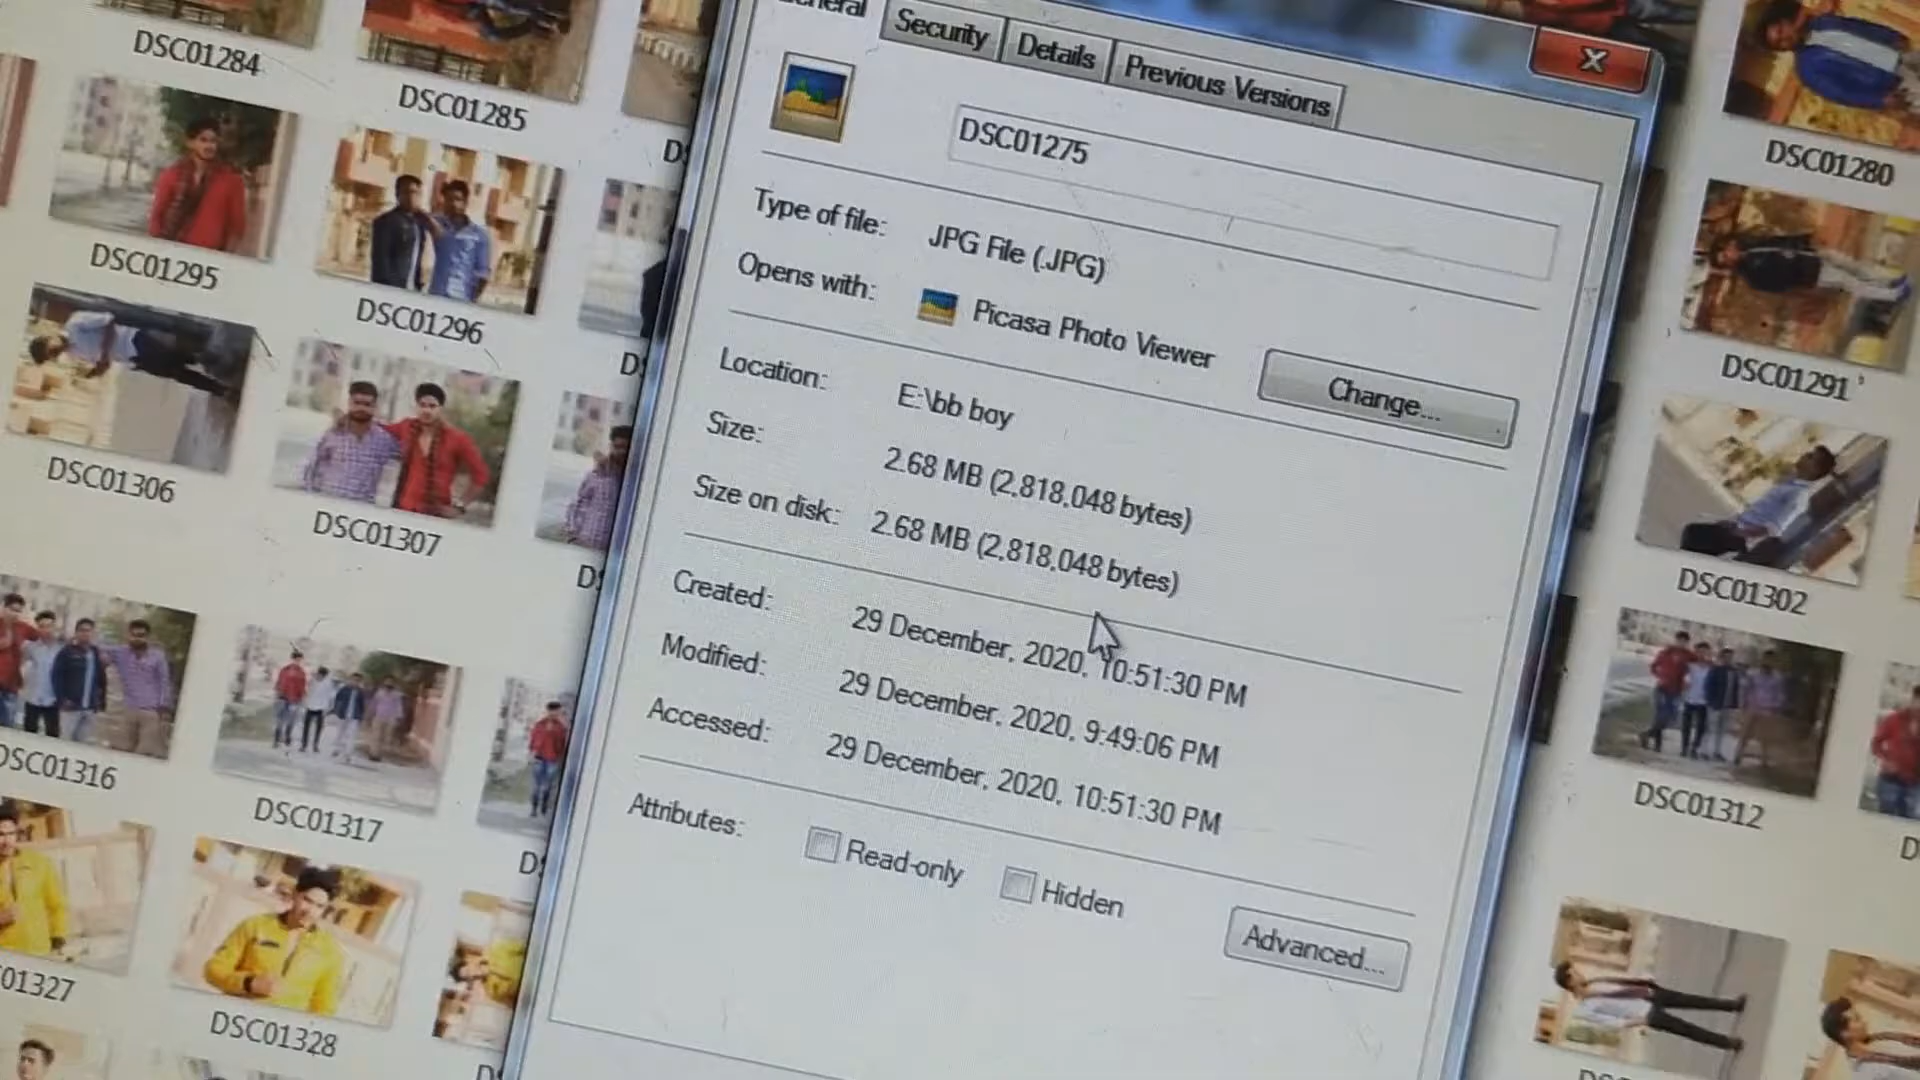 Security
Details
Previous Versions
DSC01275
Type of file:
JPG File (.JPG)
Opens with:
Picasa Photo Viewer
Change...
Location:
E:\bb boy
Size:
2.68 MB (2,818,048 bytes)
Size on disk:
2.68 MB (2,818,048 bytes)
Created:
29 December, 2020, 10:51:30 PM
Modified:
29 December, 2020, 9:49:06 PM
Accessed:
29 December, 2020, 10:51:30 PM
Attributes:
Read-only
Hidden
Advanced...
DSC01284
DSC01285
DSC01295
DSC01296
DSC01306
DSC01307
DSC01316
DSC01317
01327
DSC01328
DSC01280
DSC01291
DSC01302
DSC01312